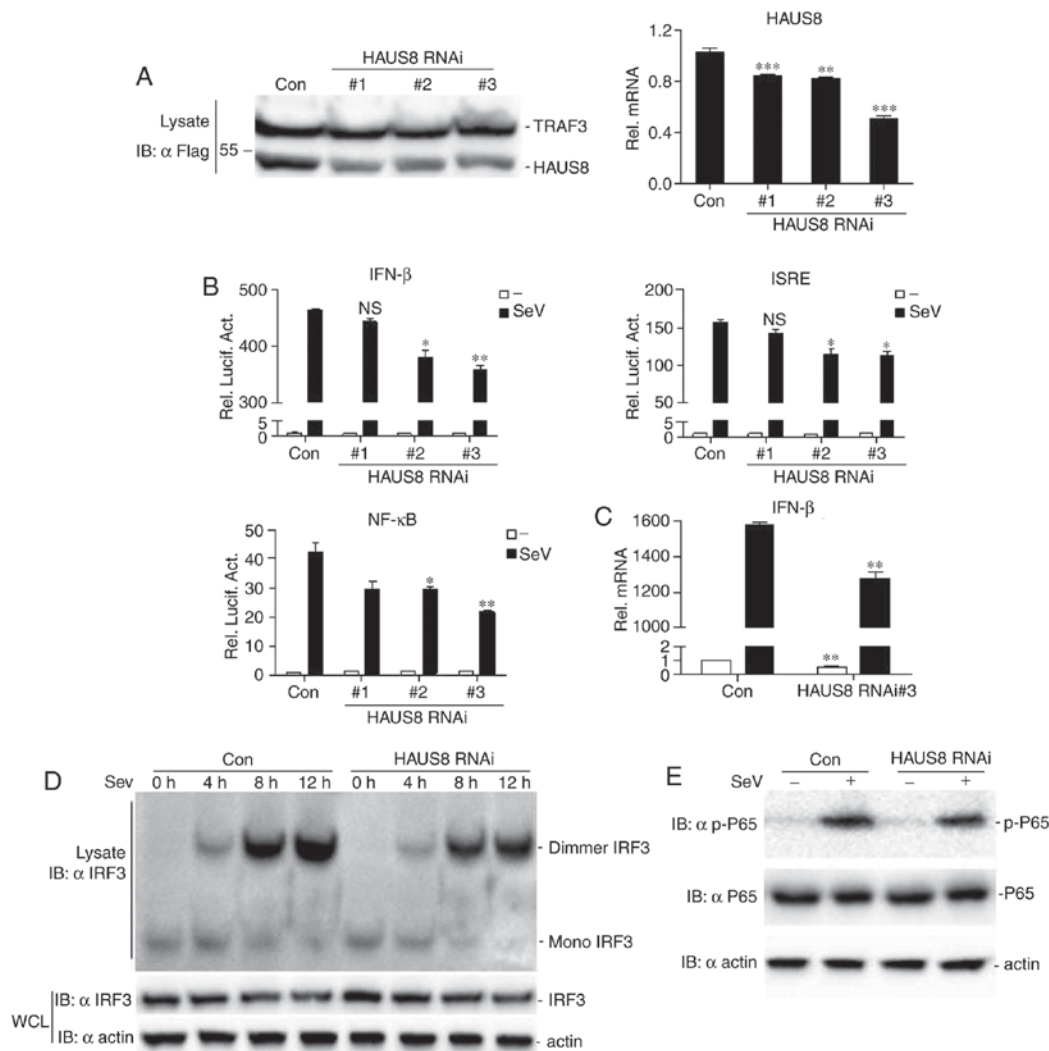 A
HAUS8 RNAi
Con #1 #2 #3
Lysate
IB: α Flag
55
TRAF3
HAUS8
HAUS8
Rel. mRNA
1.2
0.8
0.4
0.0
***
**
***
Con #1 #2 #3
HAUS8 RNAi
B
IFN-β
Rel. Lucif. Act.
500
400
300
5
0
NS
*
**
–
SeV
Con #1 #2 #3
HAUS8 RNAi
ISRE
Rel. Lucif. Act.
200
150
100
50
5
0
NS
*
*
–
SeV
Con #1 #2 #3
HAUS8 RNAi
NF-κB
Rel. Lucif. Act.
50
40
30
20
10
0
*
**
–
SeV
Con #1 #2 #3
HAUS8 RNAi
C
IFN-β
Rel. mRNA
1600
1400
1200
1000
2
1
0
**
**
Con HAUS8 RNAi#3
D
Con HAUS8 RNAi
Sev 0 h 4 h 8 h 12 h 0 h 4 h 8 h 12 h
Lysate
IB: α IRF3
Dimmer IRF3
Mono IRF3
WCL
IB: α IRF3
IRF3
IB: α actin
actin
E
Con HAUS8 RNAi
SeV – + – +
IB: α p-P65
p-P65
IB: α P65
P65
IB: α actin
actin